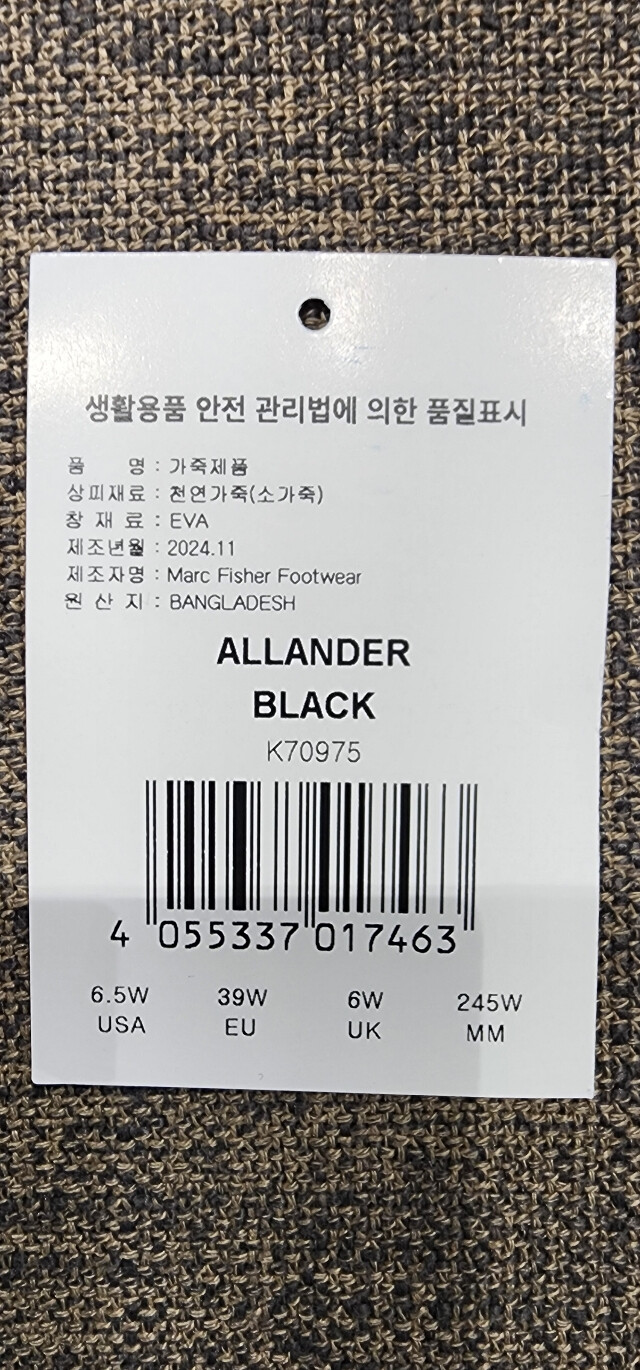 생활용품 안전 관리법에 의한 품질표시
품 명 : 가죽제품
상피재료 : 천연가죽(소가죽)
창 재 료 : EVA
제조년월 : 2024.11
제조자명 : Marc Fisher Footwear
원 산 지 : BANGLADESH
ALLANDER
BLACK
K70975
4 055337 017463
6.5W 39W 6W 245W
USA EU UK MM